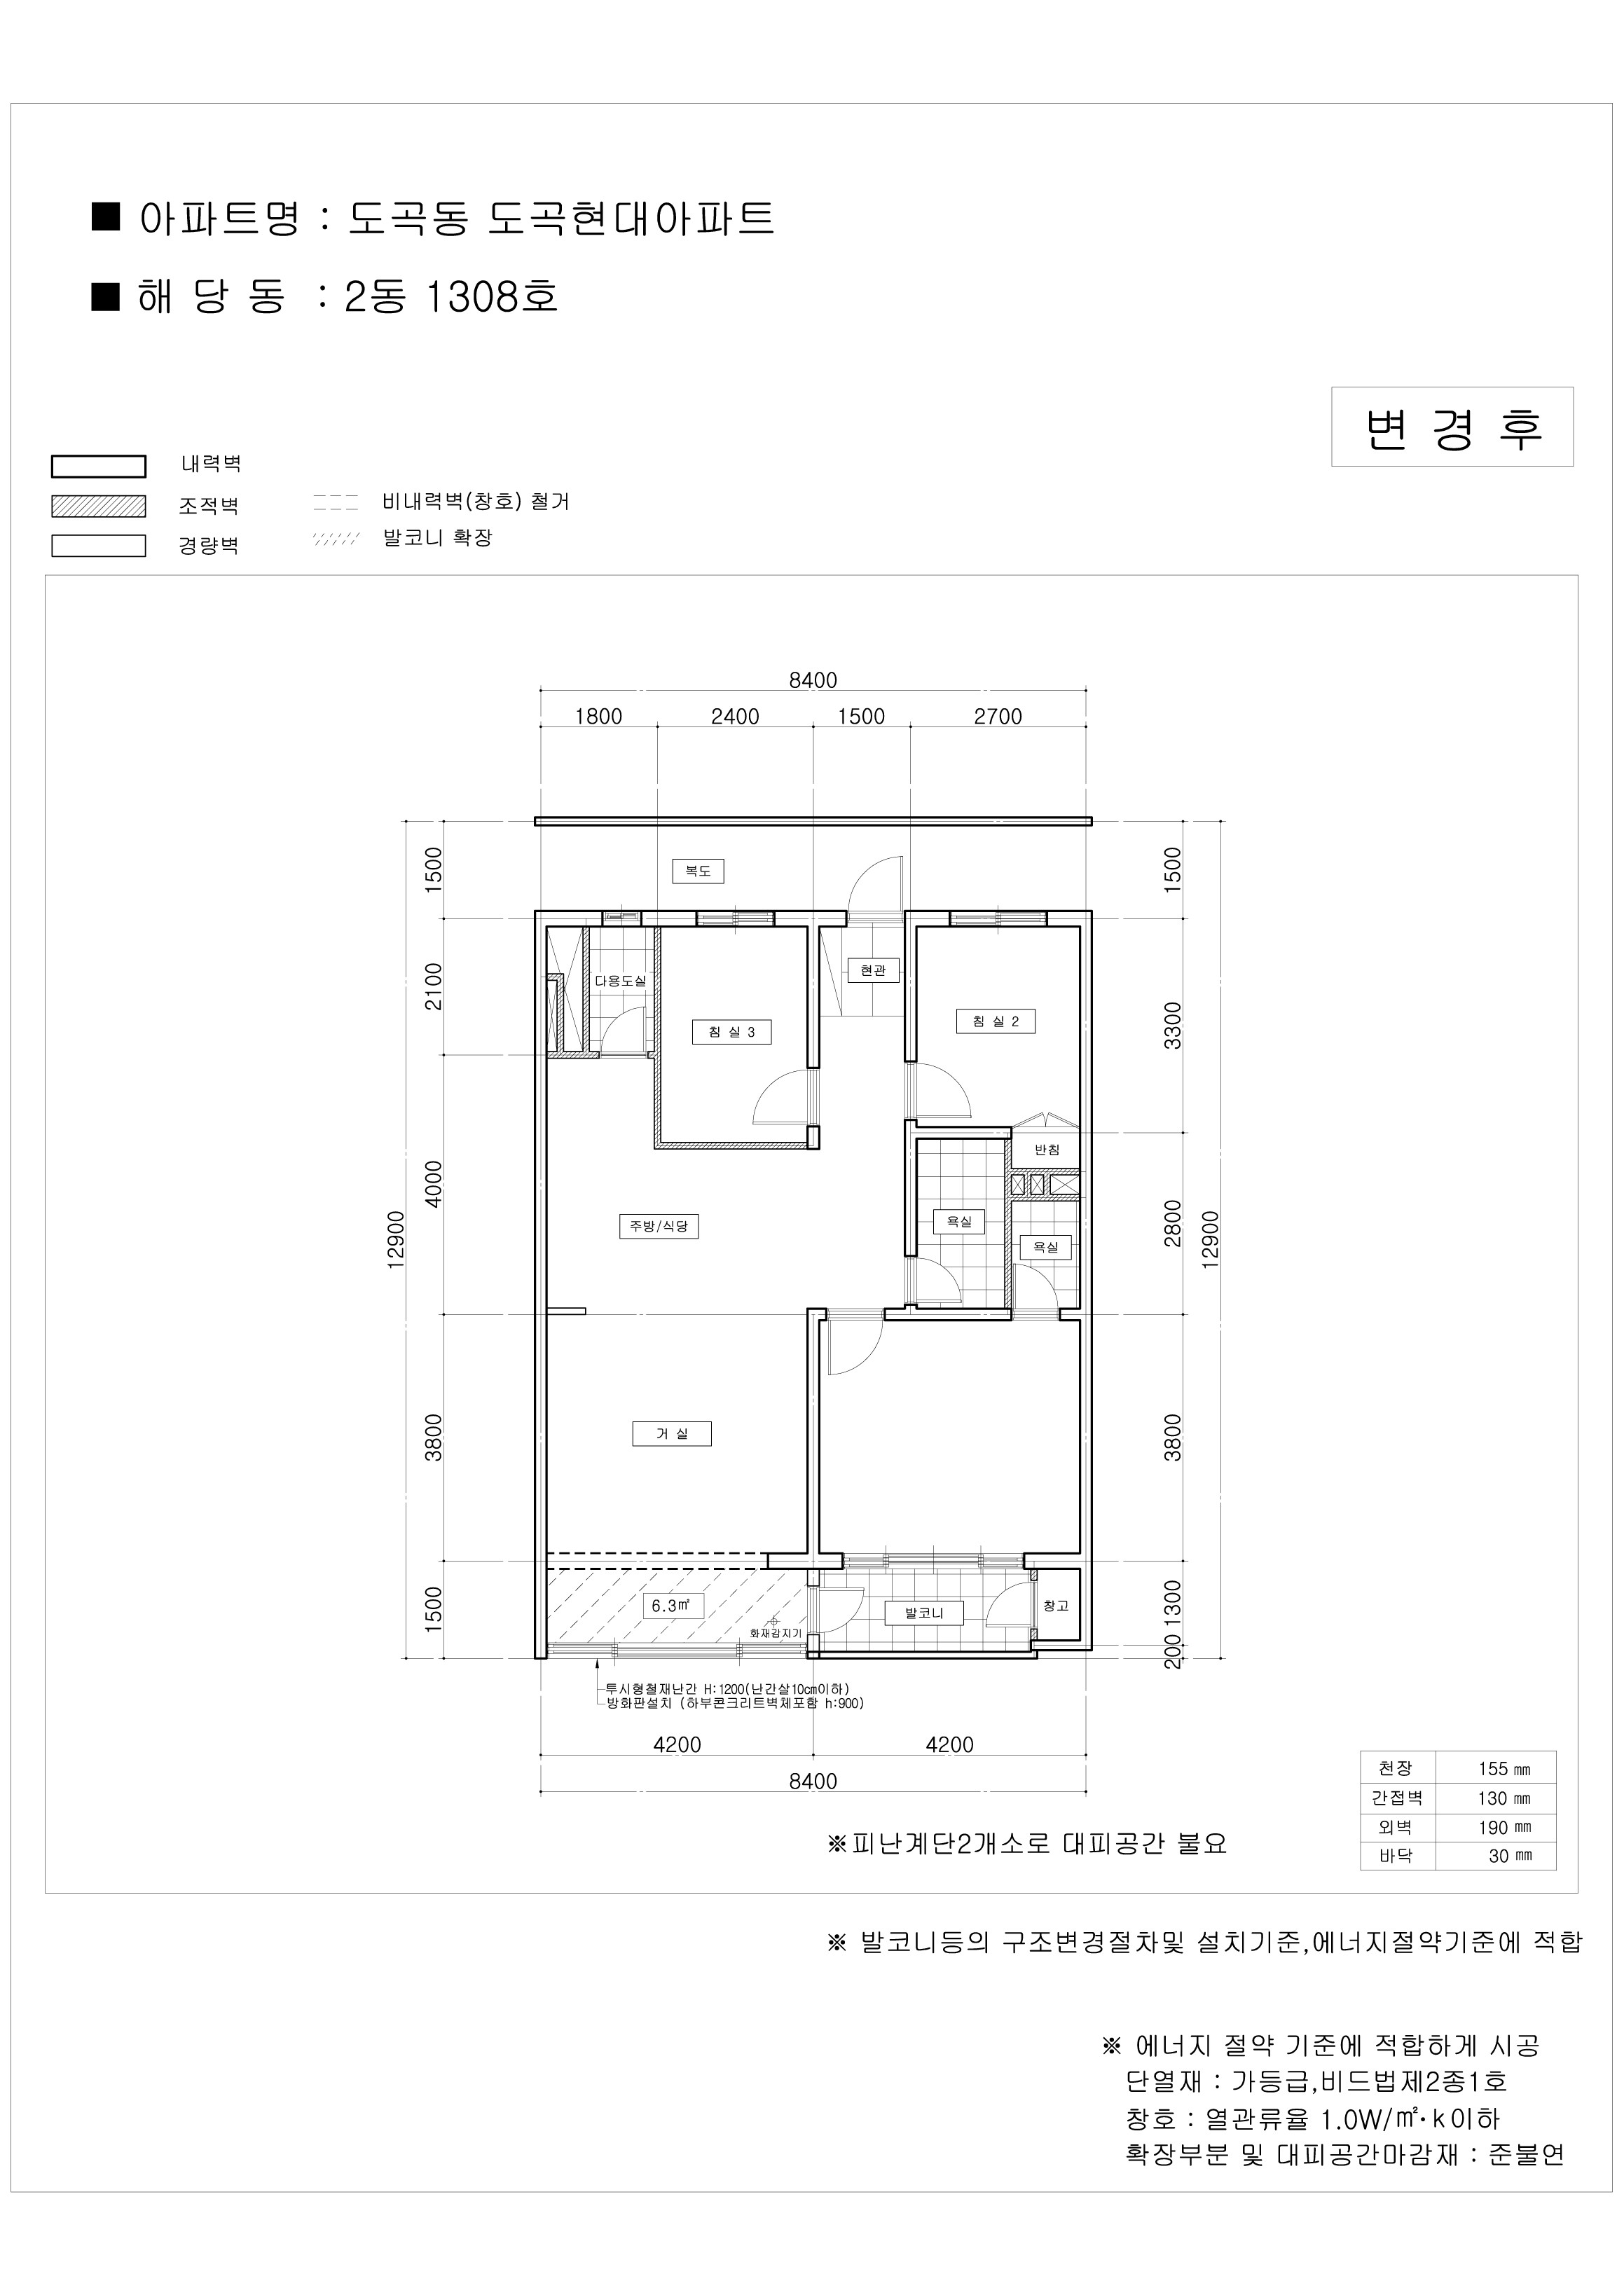 ■ 아파트명 : 도곡동 도곡현대아파트
■ 해 당 동 : 2동 1308호
변 경 후
내력벽
조적벽
경량벽
비내력벽(창호) 철거
발코니 확장
8400
1800 2400 1500 2700
1500
2100
4000
3800
1500
12900
1500
3300
2800
3800
1300
200
12900
복도
현관
다용도실
침 실 3
침 실 2
반침
주방/식당
욕실
욕실
거 실
6.3㎡
화재감지기
발코니
창고
투시형철재난간 H:1200(난간살10㎝이하)
방화판설치 (하부콘크리트벽체포함 h:900)
4200 4200
8400
천장 155 ㎜
간접벽 130 ㎜
외벽 190 ㎜
바닥 30 ㎜
※피난계단2개소로 대피공간 불요
※ 발코니등의 구조변경절차및 설치기준,에너지절약기준에 적합
※ 에너지 절약 기준에 적합하게 시공
단열재 : 가등급,비드법제2종1호
창호 : 열관류율 1.0W/㎡·k이하
확장부분 및 대피공간마감재 : 준불연